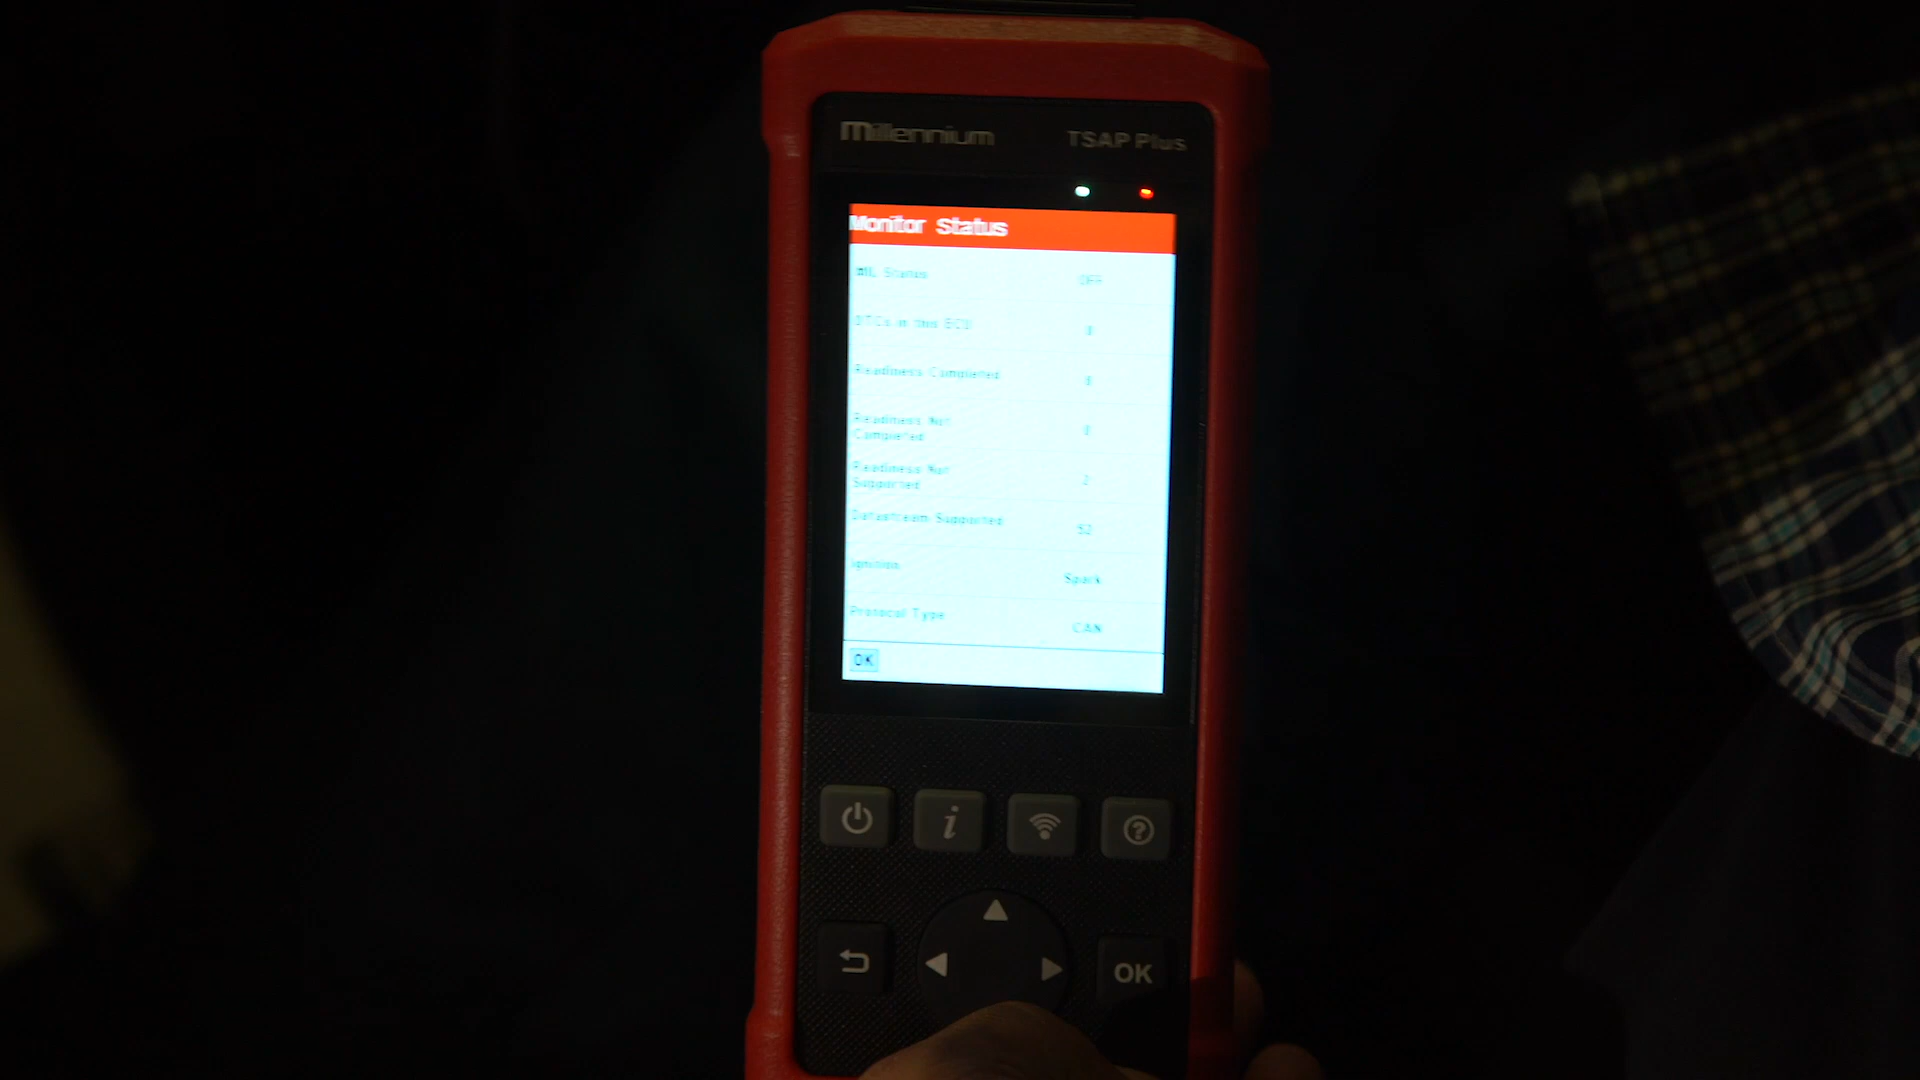 Millennium TSAP Plus
Monitor Status
MIL Status OFF
DTCs in this ECU
Readiness Completed
Readiness Not
Completed
Readiness Not
Supported 2
Datastream Supported
Ignition Spark
Protocol Type CAN
OK
i
?
OK